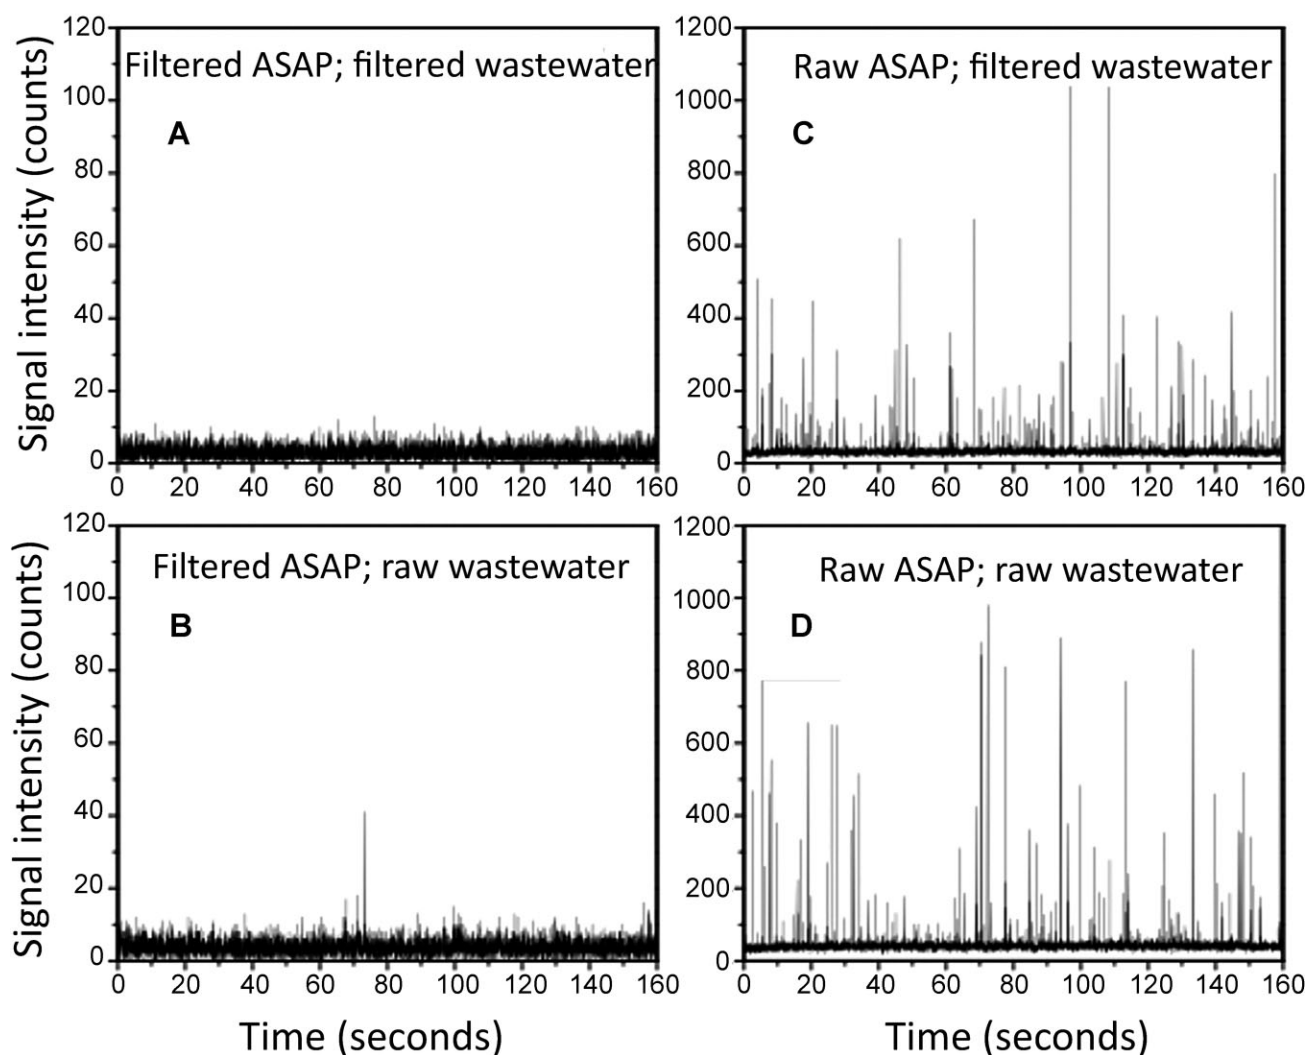 120
100
80
60
40
20
0
Signal intensity (counts)
Filtered ASAP; filtered wastewater
A
0 20 40 60 80 100 120 140 160
1200
1000
800
600
400
200
0
Raw ASAP; filtered wastewater
C
0 20 40 60 80 100 120 140 160
120
100
80
60
40
20
0
Signal intensity (counts)
Filtered ASAP; raw wastewater
B
0 20 40 60 80 100 120 140 160
Time (seconds)
1200
1000
800
600
400
200
0
Raw ASAP; raw wastewater
D
0 20 40 60 80 100 120 140 160
Time (seconds)